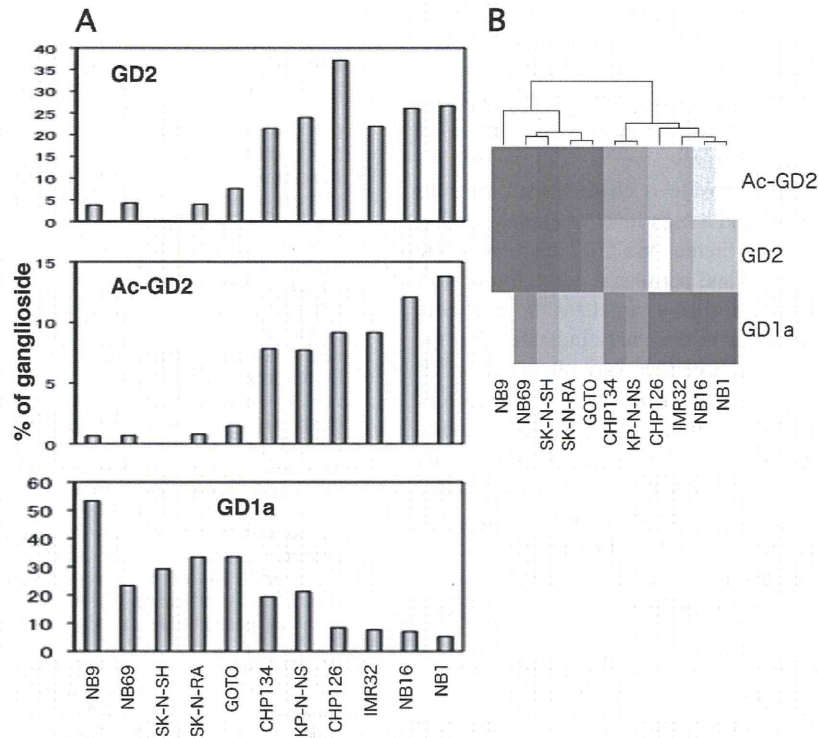 A
GD2
40
35
30
25
20
15
10
5
0
Ac-GD2
15
10
5
0
GD1a
60
50
40
30
20
10
0
% of ganglioside
NB9
NB69
SK-N-SH
SK-N-RA
GOTO
CHP134
KP-N-NS
CHP126
IMR32
NB16
NB1
B
Ac-GD2
GD2
GD1a
NB9
NB69
SK-N-SH
SK-N-RA
GOTO
CHP134
KP-N-NS
CHP126
IMR32
NB16
NB1